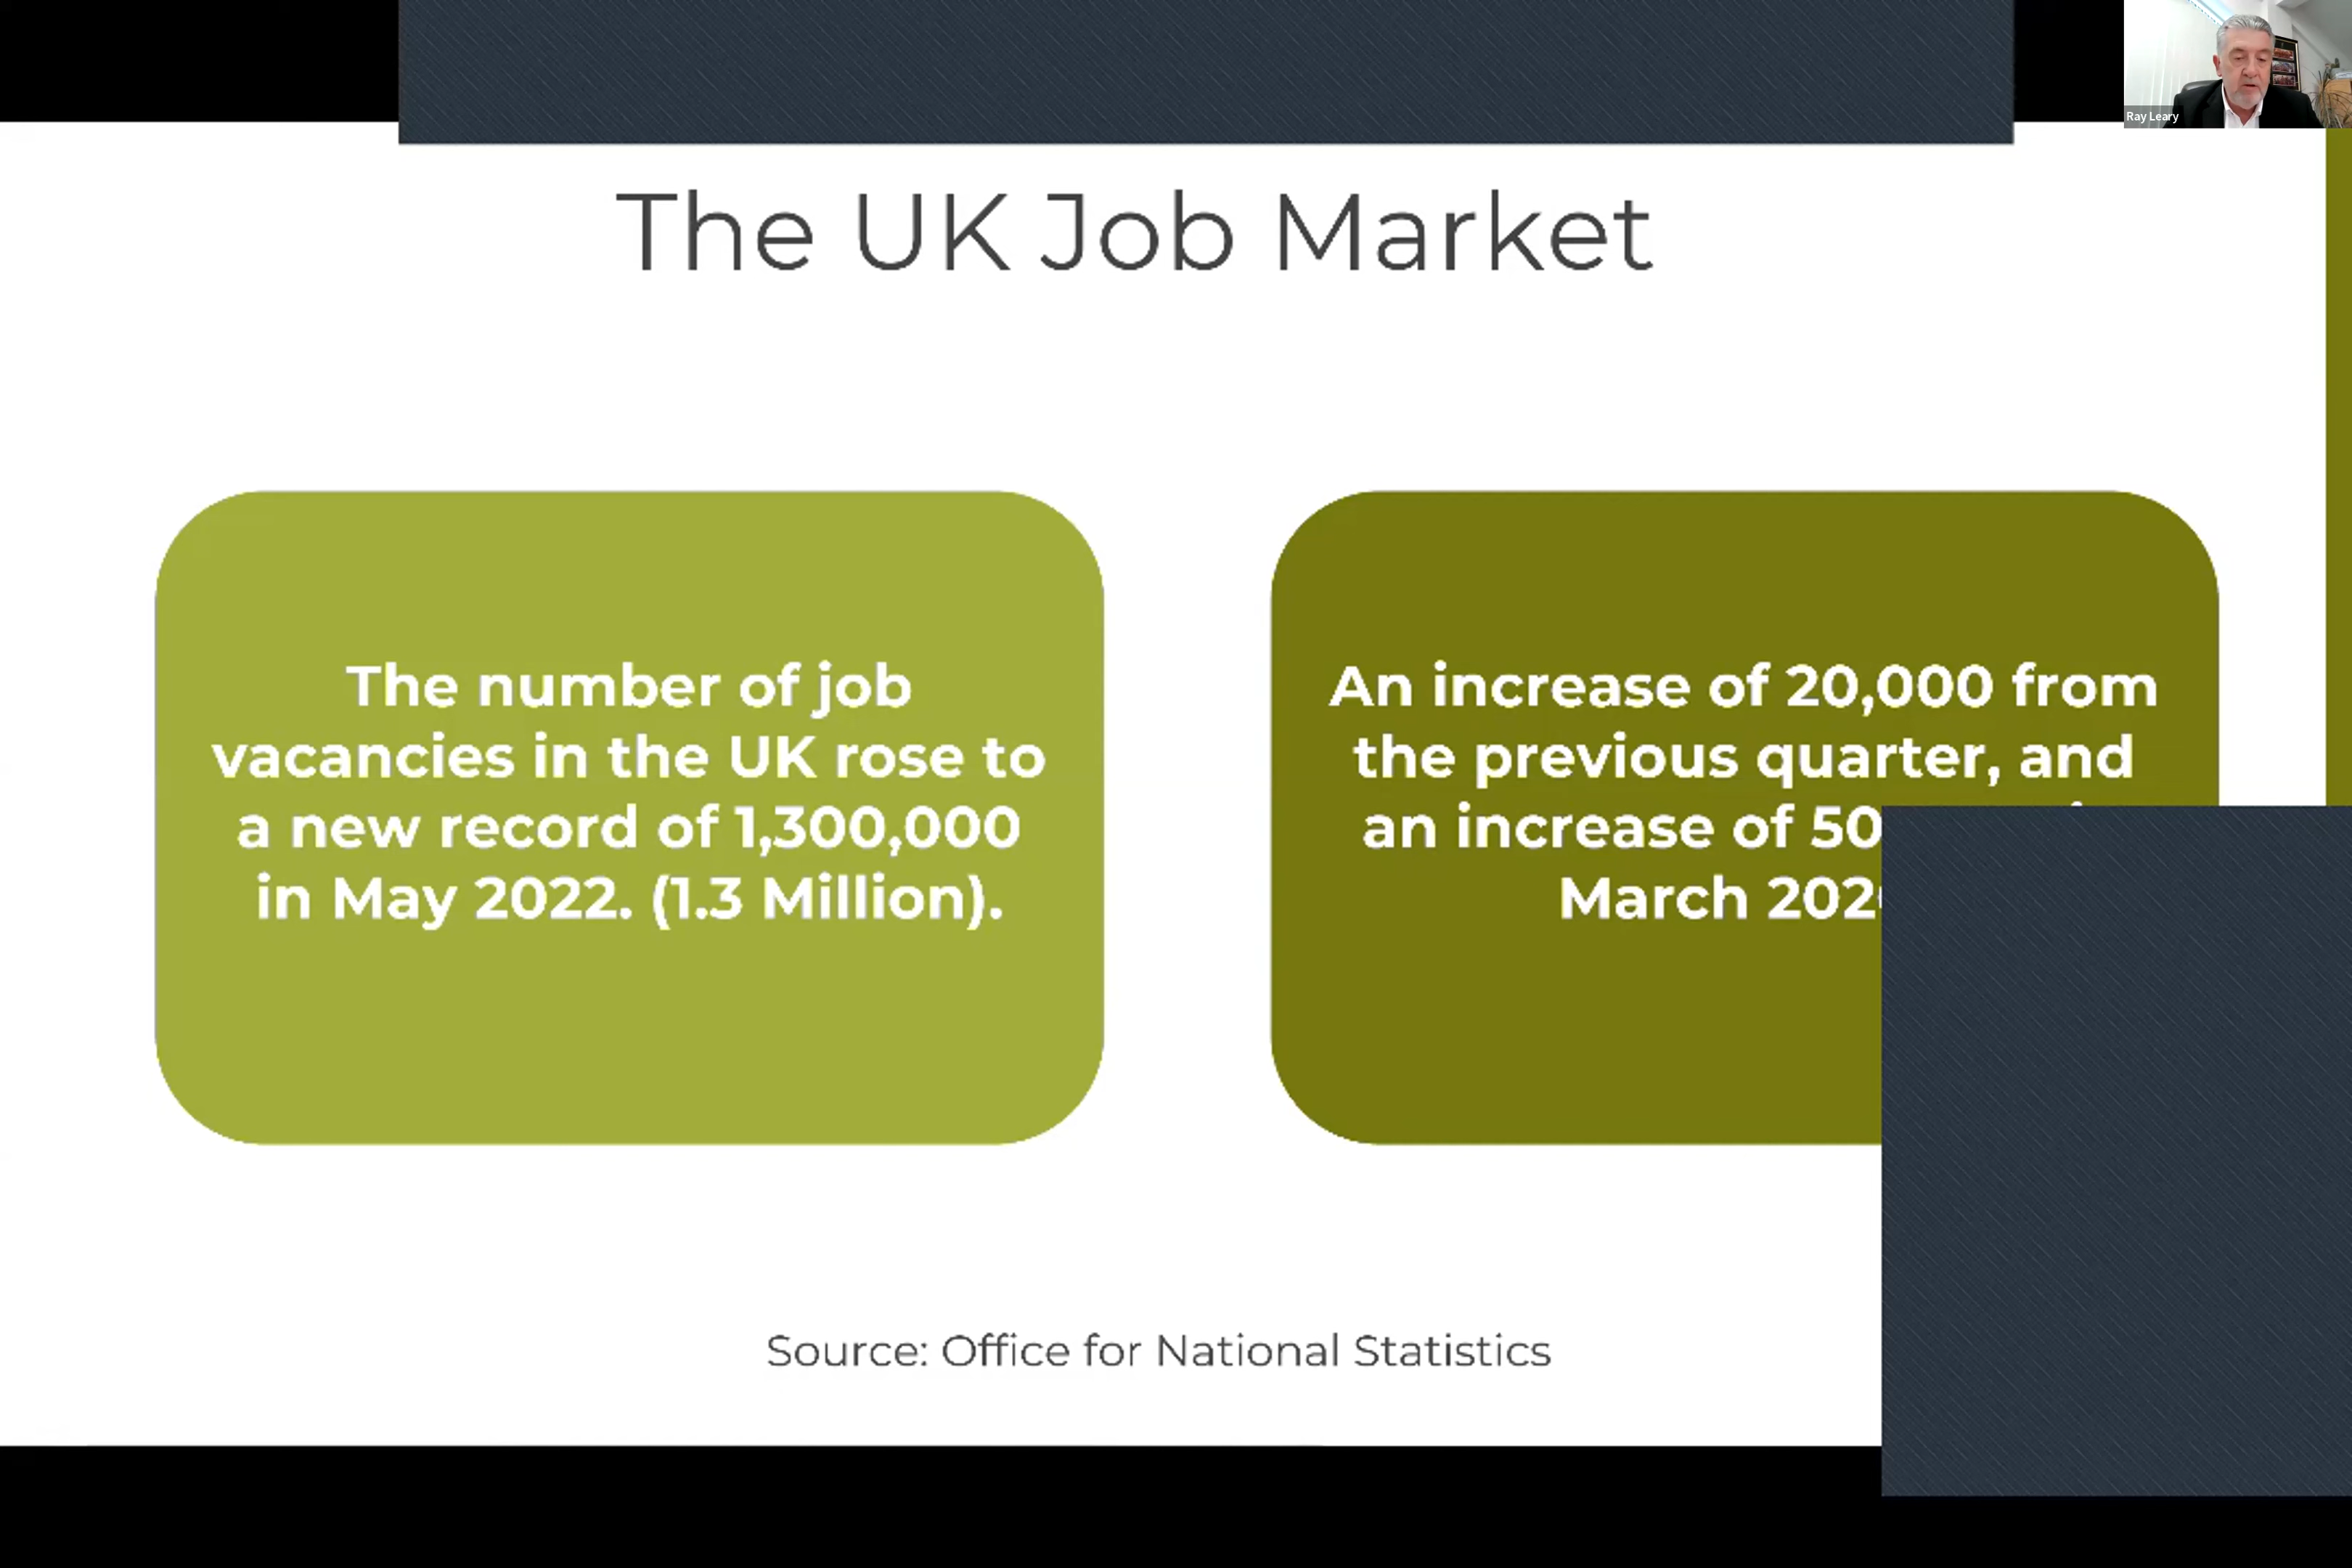 Ray Leary
The UK Job Market
The number of job
vacancies in the UK rose to
a new record of 1,300,000
in May 2022. (1.3 Million).
An increase of 20,000 from
the previous quarter, and
an increase of
March
Source: Office for National Statistics